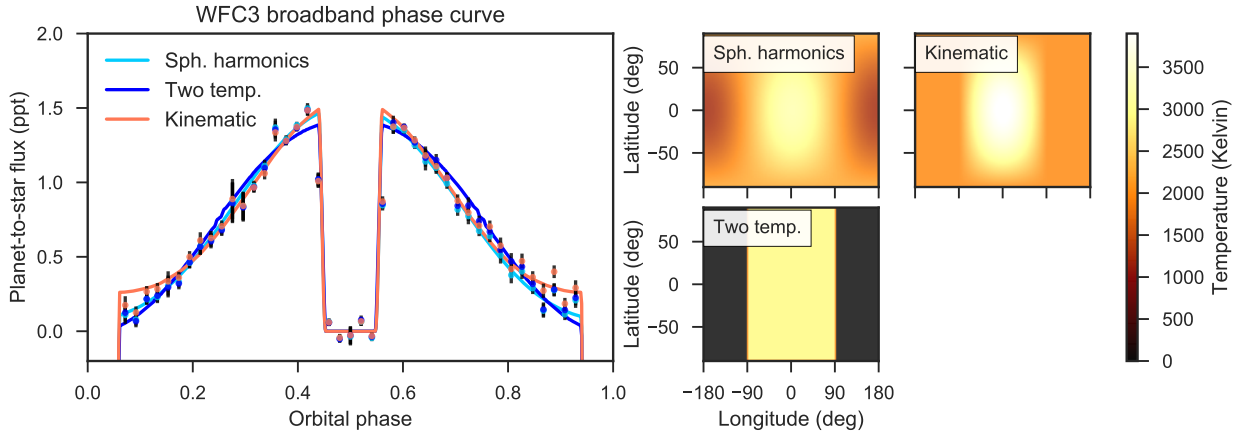 WFC3 broadband phase curve
2.0
1.5
1.0
0.5
0.0
Planet-to-star flux (ppt)
Sph. harmonics
Two temp.
Kinematic
0.0 0.2 0.4 0.6 0.8 1.0
Orbital phase
Latitude (deg)
50
0
−50
Sph. harmonics
Kinematic
Latitude (deg)
50
0
−50
Two temp.
−180 −90 0 90 180
Longitude (deg)
3500
3000
2500
2000
1500
1000
500
0
Temperature (Kelvin)